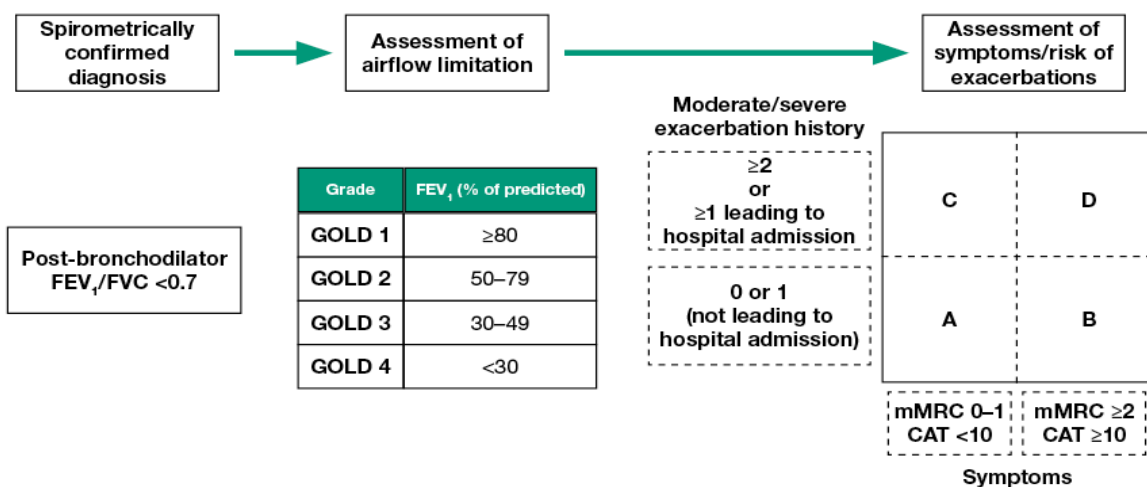 Spirometrically
confirmed
diagnosis
Assessment of
airflow limitation
Assessment of
symptoms/risk of
exacerbations
Post-bronchodilator
FEV₁/FVC <0.7
Grade FEV₁ (% of predicted)
GOLD 1 ≥80
GOLD 2 50–79
GOLD 3 30–49
GOLD 4 <30
Moderate/severe
exacerbation history
≥2
or
≥1 leading to
hospital admission
0 or 1
(not leading to
hospital admission)
C D
A B
mMRC 0–1
CAT <10
mMRC ≥2
CAT ≥10
Symptoms